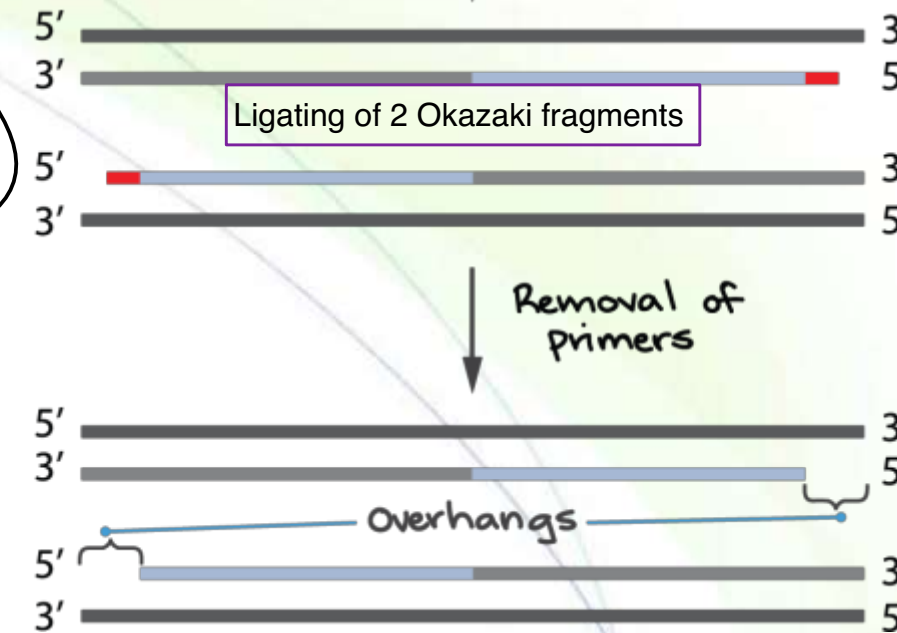 5′ 3
3′ 5
Ligating of 2 Okazaki fragments
5′ 3
3′ 5
Removal of
primers
5′ 3
3′ 5
Overhangs
5′ 3
3′ 5